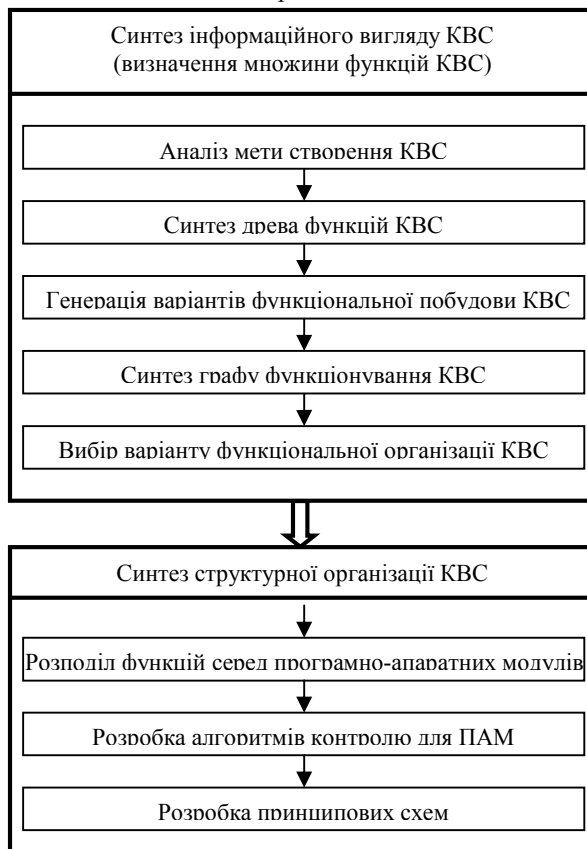 Синтез інформаційного вигляду КВС
(визначення множини функцій КВС)
Аналіз мети створення КВС
Синтез древа функцій КВС
Генерація варіантів функціональної побудови КВС
Синтез графу функціонування КВС
Вибір варіанту функціональної організації КВС
Синтез структурної організації КВС
Розподіл функцій серед програмно-апаратних модулів
Розробка алгоритмів контролю для ПАМ
Розробка принципових схем